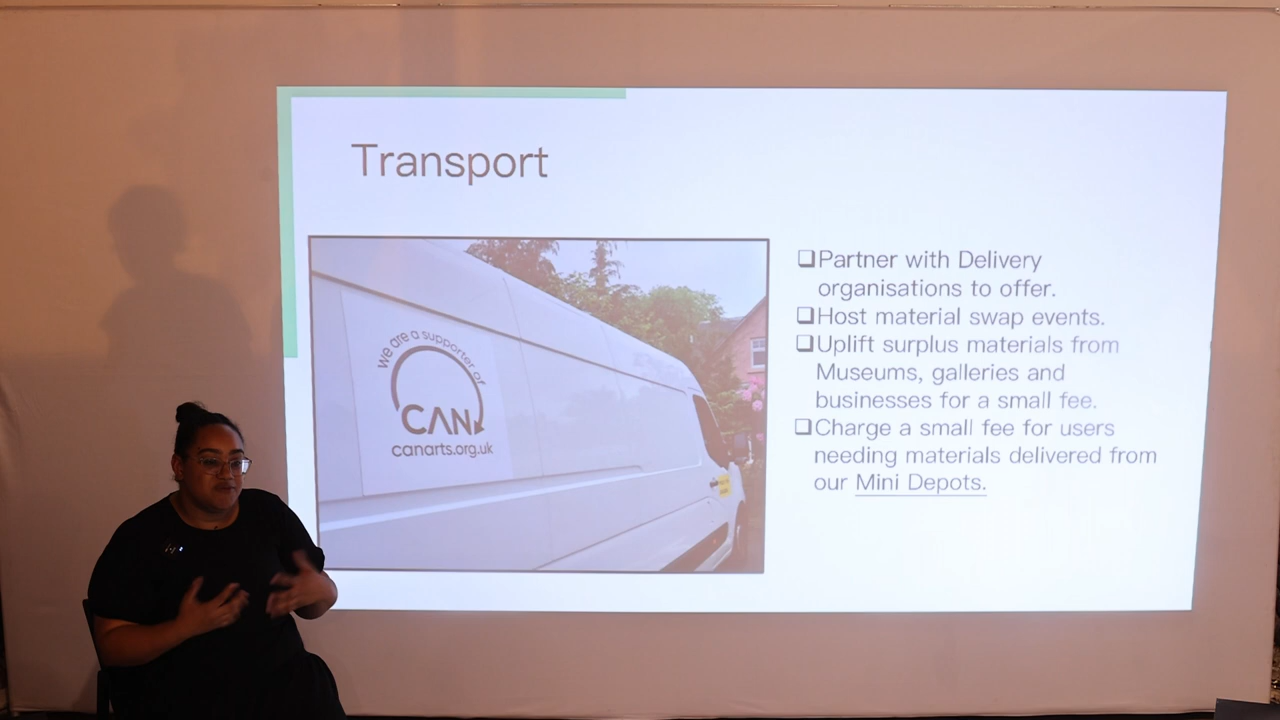 Transport
❑Partner with Delivery
organisations to offer.
❑Host material swap events.
❑Uplift surplus materials from
Museums, galleries and
businesses for a small fee.
❑Charge a small fee for users
needing materials delivered from
our Mini Depots.
we are a supporter of
CAN
canarts.org.uk